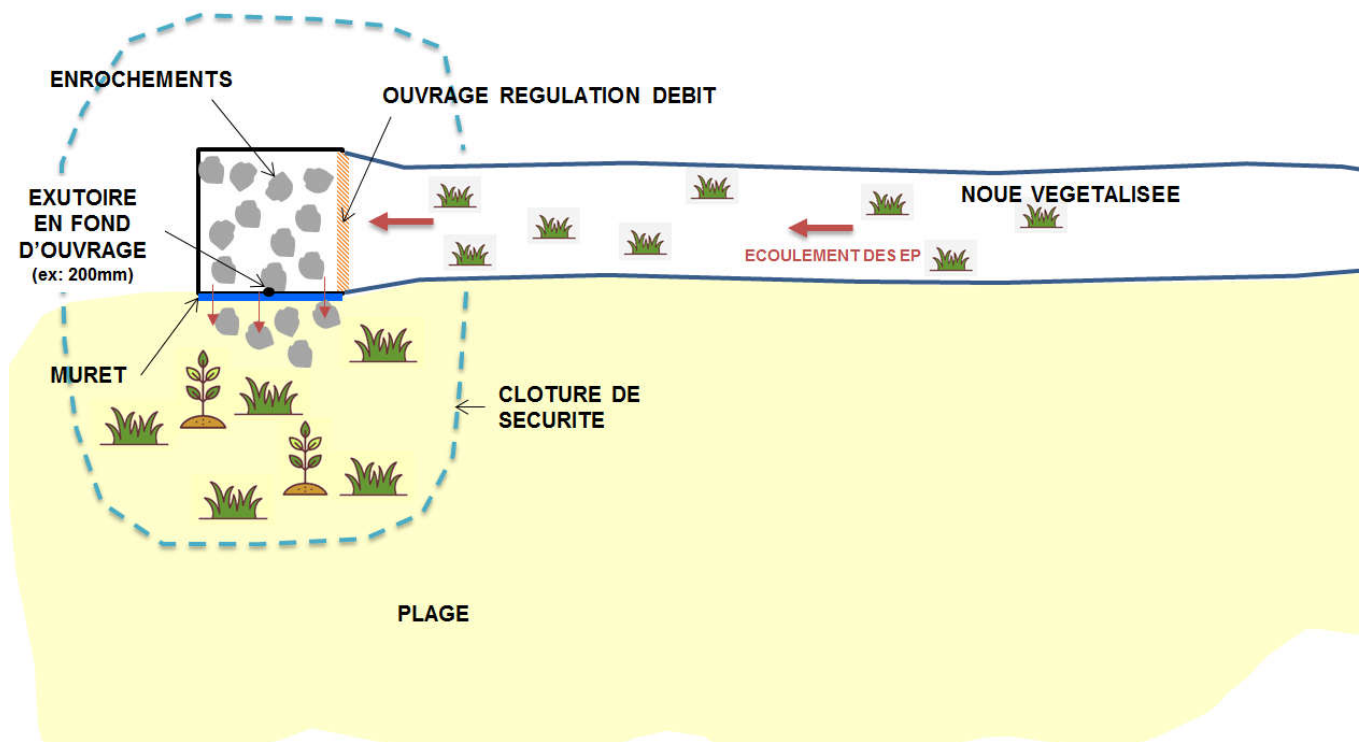 ENROCHEMENTS
OUVRAGE REGULATION DEBIT
EXUTOIRE
EN FOND
D'OUVRAGE
(ex: 200mm)
NOUE VEGETALISEE
ECOULEMENT DES EP
MURET
CLOTURE DE
SECURITE
PLAGE